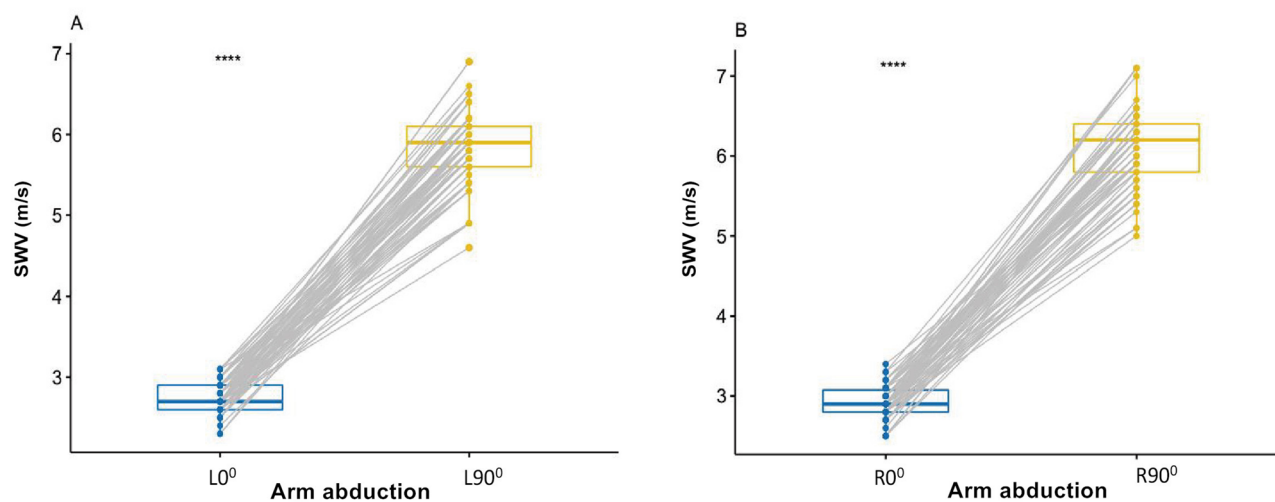 A
****
7
6
5
4
3
SWV (m/s)
L0⁰
L90⁰
Arm abduction
B
****
7
6
5
4
3
SWV (m/s)
R0⁰
R90⁰
Arm abduction